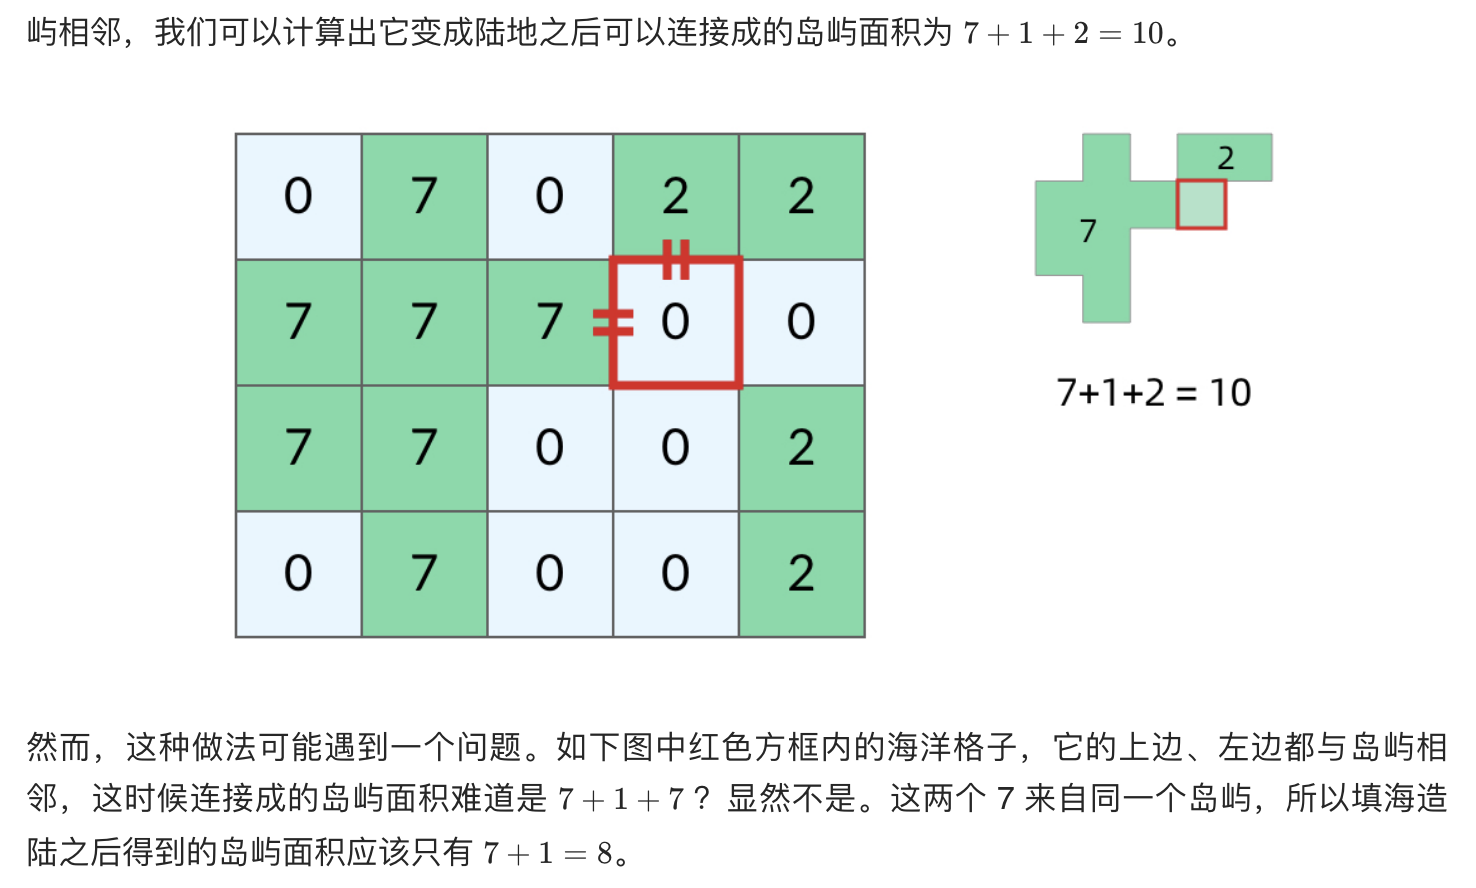 屿相邻，我们可以计算出它变成陆地之后可以连接成的岛屿面积为 7 + 1 + 2 = 10。
0 7 0 2 2
7 7 7 0 0
7 7 0 0 2
0 7 0 0 2
2
7
7+1+2 = 10
然而，这种做法可能遇到一个问题。如下图中红色方框内的海洋格子，它的上边、左边都与岛屿相
邻，这时候连接成的岛屿面积难道是 7 + 1 + 7？显然不是。这两个 7 来自同一个岛屿，所以填海造
陆之后得到的岛屿面积应该只有 7 + 1 = 8。